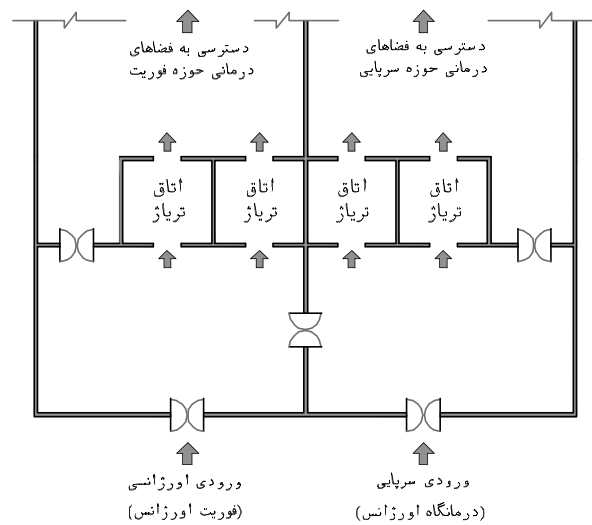 دسترسی به فضاهای
درمانی حوزه سرپایی
دسترسی به فضاهای
درمانی حوزه فوریت
اتاق
تریاژ
اتاق
تریاژ
اتاق
تریاژ
اتاق
تریاژ
ورودی سرپایی
(درمانگاه اورژانس)
ورودی اورژانسی
(فوریت اورژانس)